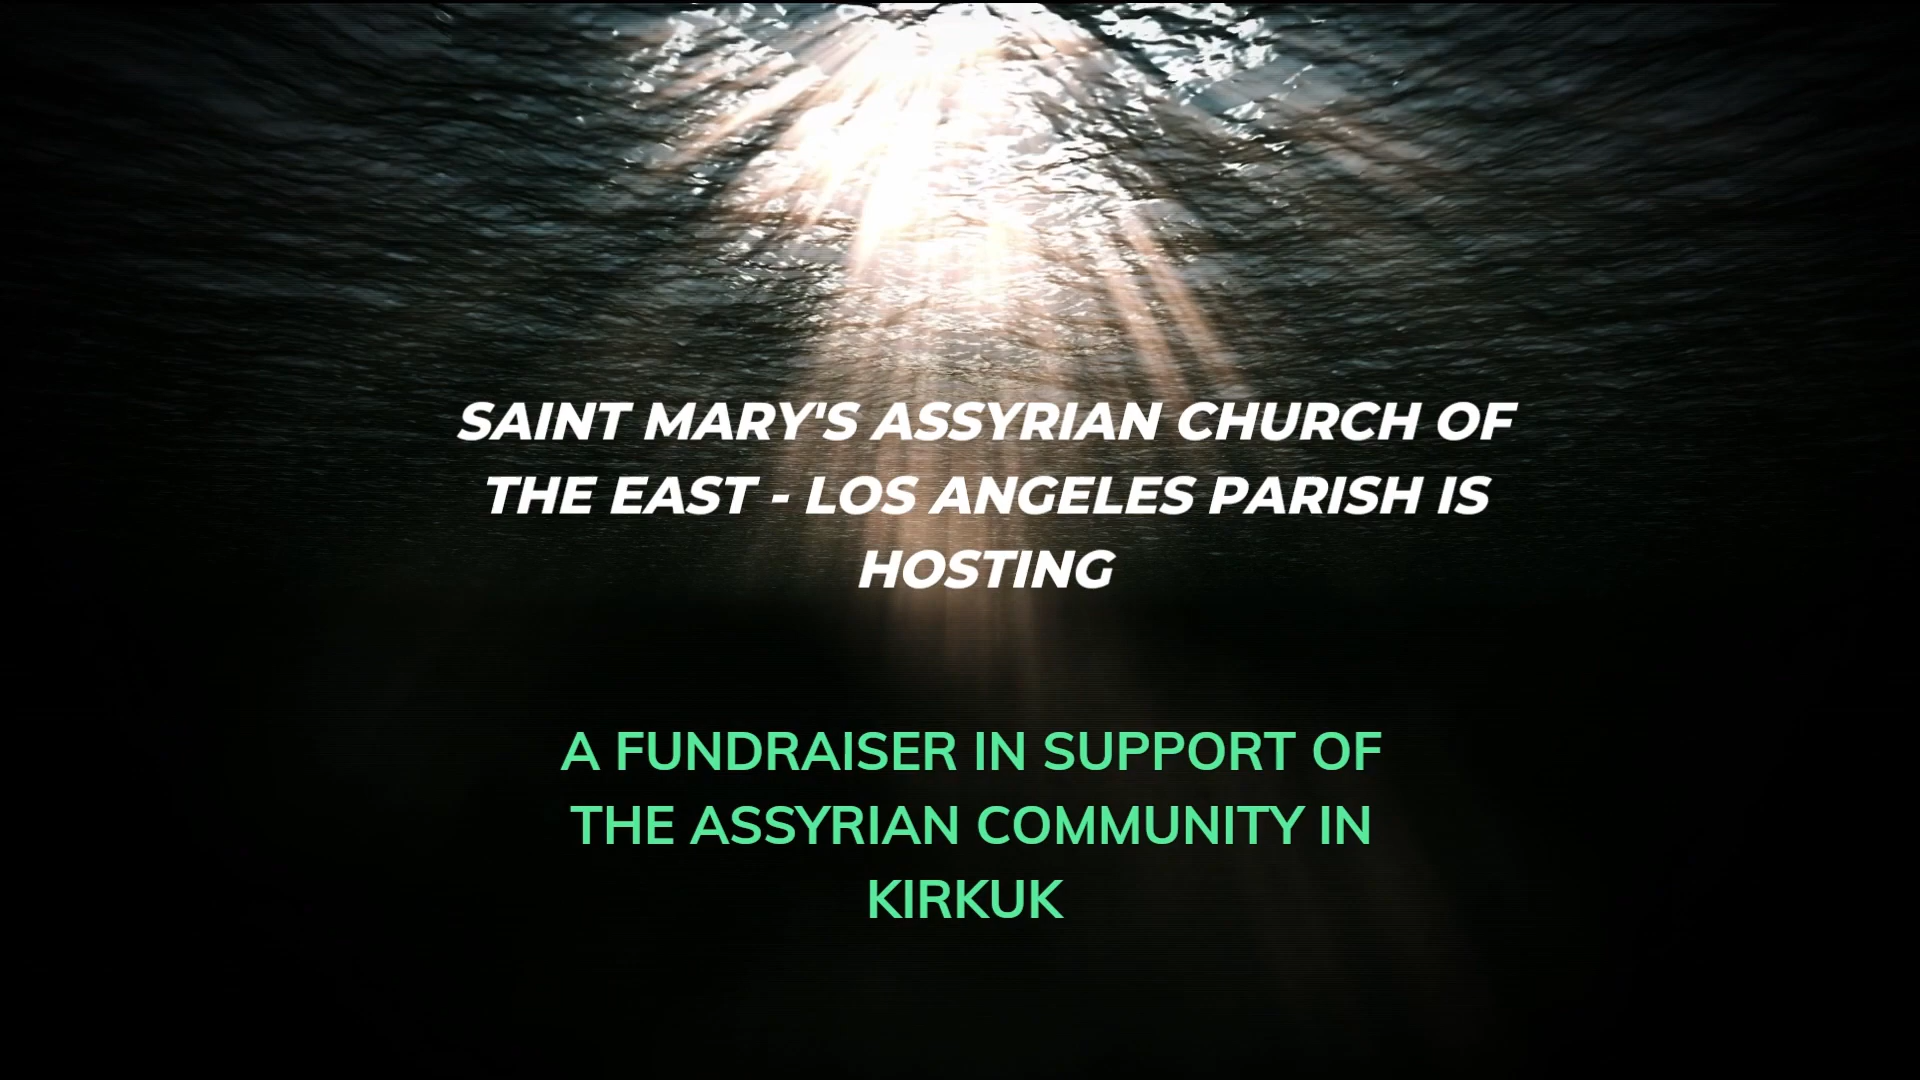 SAINT MARY'S ASSYRIAN CHURCH OF
THE EAST - LOS ANGELES PARISH IS
HOSTING
A FUNDRAISER IN SUPPORT OF
THE ASSYRIAN COMMUNITY IN
KIRKUK